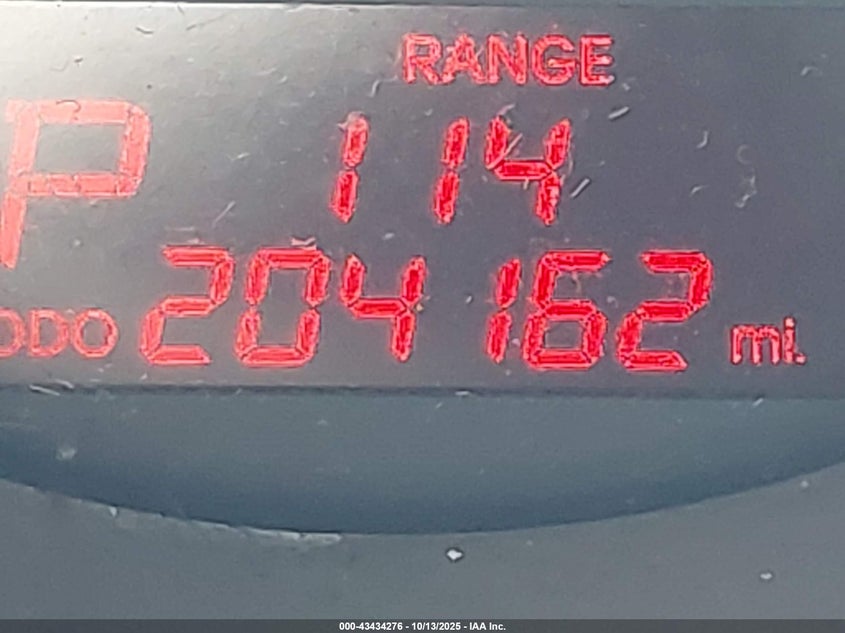 RANGE
P 114
ODO 204162 mi.
000-43434276 - 10/13/2025 - IAA Inc.